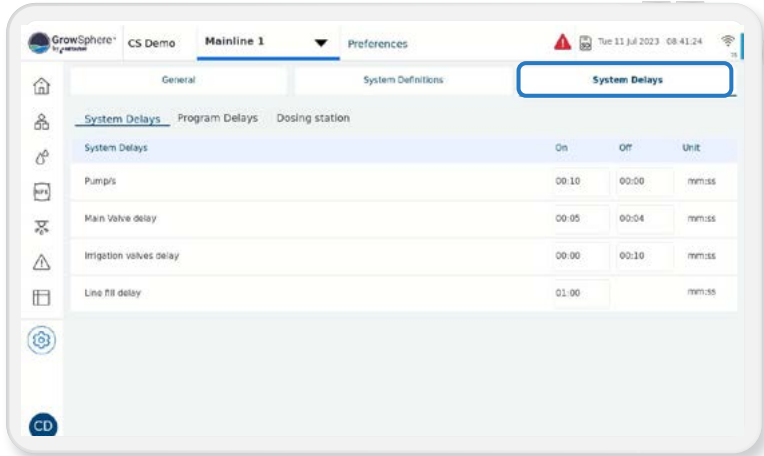 GrowSphere™ CS Demo Mainline 1 Preferences Tue 11 Jul 2023 08:41:24
General System Definitions System Delays
System Delays Program Delays Dosing station
System Delays On Off Unit
Pump/s 00:10 00:00 mm:ss
Main Valve delay 00:05 00:04 mm:ss
Irrigation valves delay 00:00 00:10 mm:ss
Line fill delay 01:00 mm:ss
CD